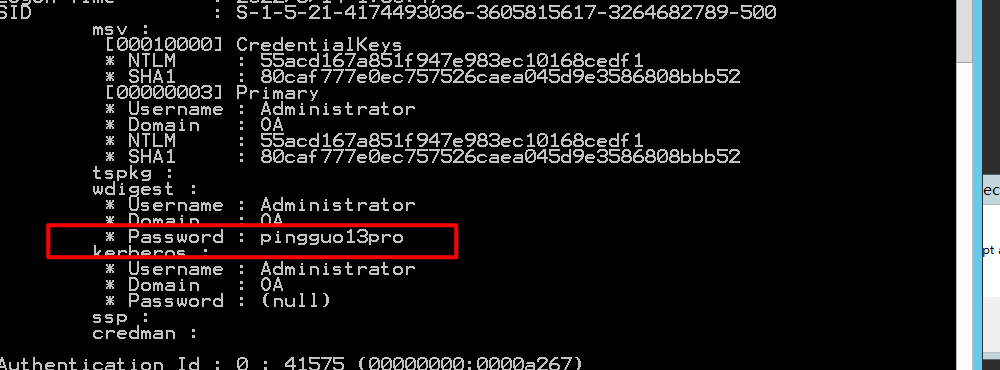 SID : S-1-5-21-4174493036-3605815617-3264682789-500
msv :
[00010000] CredentialKeys
* NTLM : 55acd167a851f947e983ec10168cedf1
* SHA1 : 80caf777e0ec757526caea045d9e3586808bbb52
[00000003] Primary
* Username : Administrator
* Domain : OA
* NTLM : 55acd167a851f947e983ec10168cedf1
* SHA1 : 80caf777e0ec757526caea045d9e3586808bbb52
tspkg :
wdigest :
* Username : Administrator
* Domain : OA
* Password : pingguo13pro
kerberos :
* Username : Administrator
* Domain : OA
* Password : (null)
ssp :
credman :
Authentication Id : 0 : 41575 (00000000:0000a267)
ec
pt a